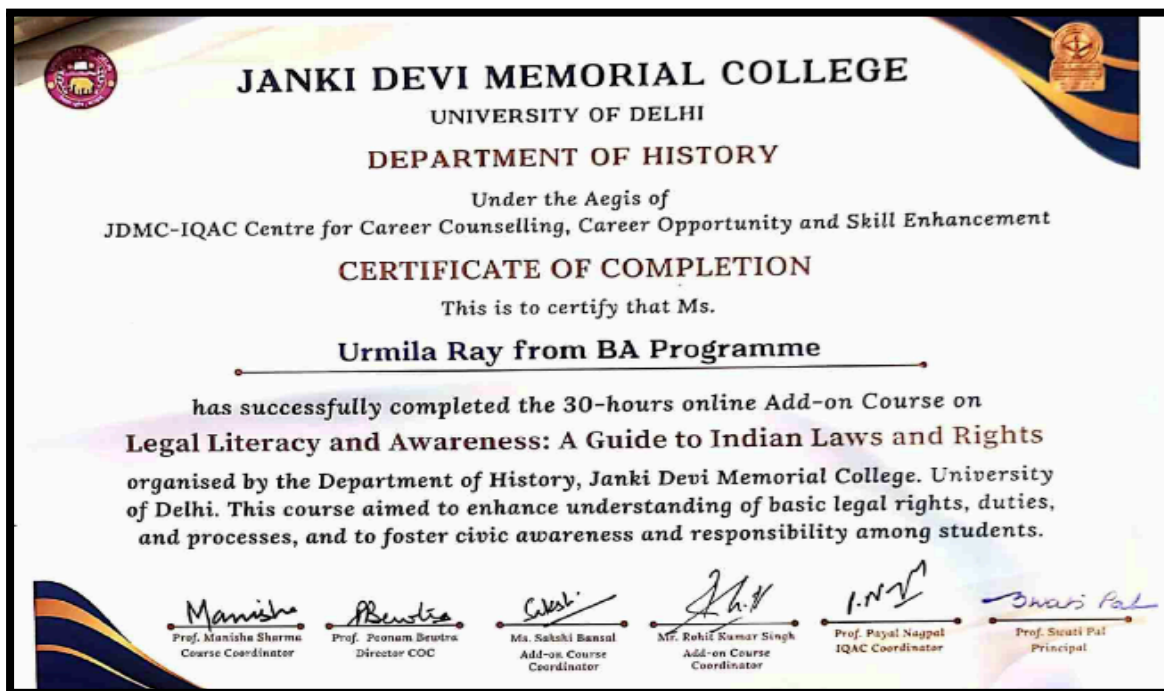 JANKI DEVI MEMORIAL COLLEGE
UNIVERSITY OF DELHI
DEPARTMENT OF HISTORY
Under the Aegis of
JDMC-IQAC Centre for Career Counselling, Career Opportunity and Skill Enhancement
CERTIFICATE OF COMPLETION
This is to certify that Ms.
Urmila Ray from BA Programme
has successfully completed the 30-hours online Add-on Course on
Legal Literacy and Awareness: A Guide to Indian Laws and Rights
organised by the Department of History, Janki Devi Memorial College. University
of Delhi. This course aimed to enhance understanding of basic legal rights, duties,
and processes, and to foster civic awareness and responsibility among students.
Manisha PBewtra Sakshi Swati Pal
Prof. Manisha Sharma Prof. Poonam Bewtra Ms. Sakshi Bansal Mr. Rohit Kumar Singh Prof. Payal Nagpal Prof. Swati Pal
Course Coordinator Director COC Add-on Course Add-on Course IQAC Coordinator Principal
Coordinator Coordinator